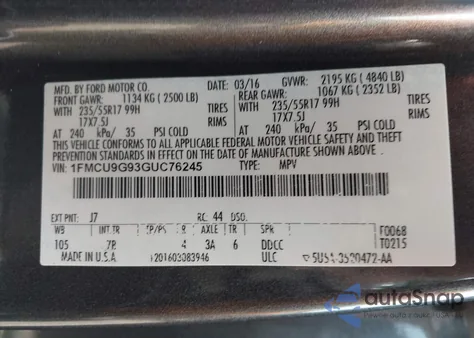 MFD. BY FORD MOTOR CO.
DATE: 03/16 GVWR: 2195 KG ( 4840 LB)
FRONT GAWR: 1134 KG ( 2500 LB) REAR GAWR: 1067 KG ( 2352 LB)
235/55R17 99H TIRES 235/55R17 99H TIRES
17X7.5J RIMS 17X7.5J RIMS
AT 240 kPa/ 35 PSI COLD AT 240 kPa/ 35 PSI COLD
THIS VEHICLE CONFORMS TO ALL APPLICABLE FEDERAL MOTOR
VEHICLE SAFETY AND THEFT PREVENTION STANDARDS IN EFFECT
ON THE DATE OF MANUFACTURE SHOWN ABOVE.
VIN: 1FMCU9G93GUC76245 TYPE: MPV
EXT PNT: J7 RC: 44 DSO:
WB INT TR TP/PS R AXLE TR SPR F0068
105 7R 4 3A 6 DDCC T0215
MADE IN U.S.A. ULC
autoSnap